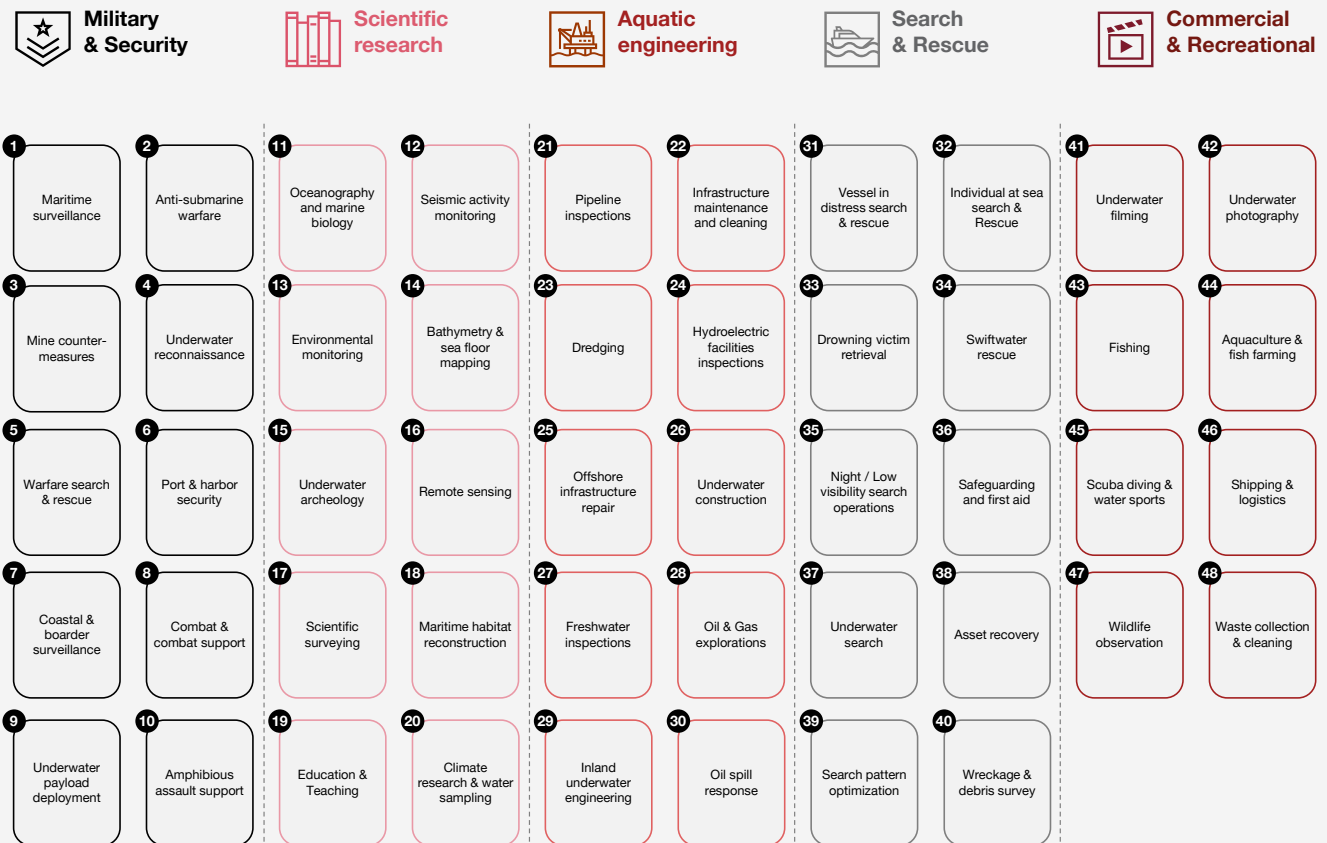 Military
& Security
Scientific
research
Aquatic
engineering
Search
& Rescue
Commercial
& Recreational
1
Maritime
surveillance
2
Anti-submarine
warfare
3
Mine counter-
measures
4
Underwater
reconnaissance
5
Warfare search
& rescue
6
Port & harbor
security
7
Coastal &
boarder
surveillance
8
Combat &
combat support
9
Underwater
payload
deployment
10
Amphibious
assault support
11
Oceanography
and marine
biology
12
Seismic activity
monitoring
13
Environmental
monitoring
14
Bathymetry &
sea floor
mapping
15
Underwater
archeology
16
Remote sensing
17
Scientific
surveying
18
Maritime habitat
reconstruction
19
Education &
Teaching
20
Climate
research & water
sampling
21
Pipeline
inspections
22
Infrastructure
maintenance
and cleaning
23
Dredging
24
Hydroelectric
facilities
inspections
25
Offshore
infrastructure
repair
26
Underwater
construction
27
Freshwater
inspections
28
Oil & Gas
explorations
29
Inland
underwater
engineering
30
Oil spill
response
31
Vessel in
distress search
& rescue
32
Individual at sea
search &
Rescue
33
Drowning victim
retrieval
34
Swiftwater
rescue
35
Night / Low
visibility search
operations
36
Safeguarding
and first aid
37
Underwater
search
38
Asset recovery
39
Search pattern
optimization
40
Wreckage &
debris survey
41
Underwater
filming
42
Underwater
photography
43
Fishing
44
Aquaculture &
fish farming
45
Scuba diving &
water sports
46
Shipping &
logistics
47
Wildlife
observation
48
Waste collection
& cleaning